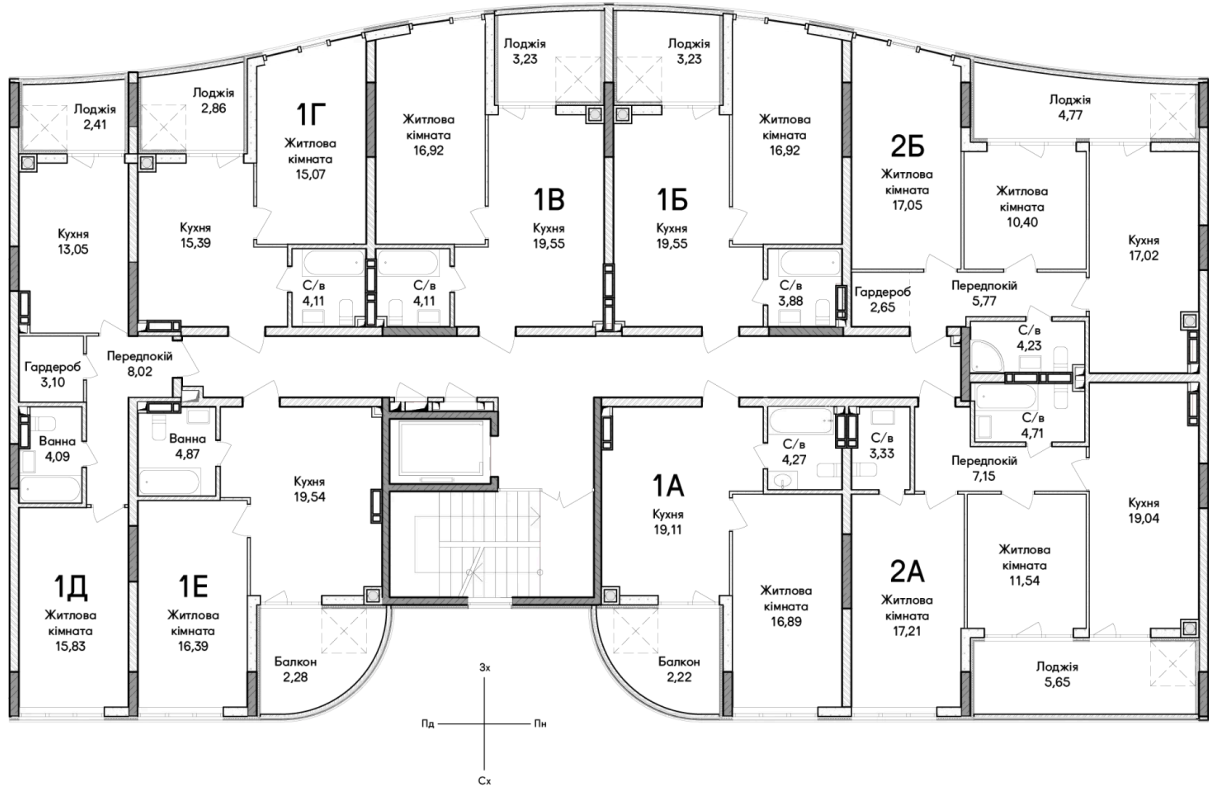 Лоджія
2,41
Лоджія
2,86
1Г
Житлова
кімната
15,07
Житлова
кімната
16,92
Лоджія
3,23
Лоджія
3,23
Житлова
кімната
16,92
2Б
Житлова
кімната
17,05
Лоджія
4,77
Житлова
кімната
10,40
Кухня
13,05
Кухня
15,39
1В
Кухня
19,55
1Б
Кухня
19,55
Кухня
17,02
С/в
4,11
С/в
4,11
С/в
3,88
Гардероб
2,65
Передпокій
5,77
С/в
4,23
Гардероб
3,10
Передпокій
8,02
Ванна
4,09
Ванна
4,87
Кухня
19,54
1А
Кухня
19,11
С/в
4,27
С/в
3,33
С/в
4,71
Передпокій
7,15
Кухня
19,04
1Д
Житлова
кімната
15,83
1Е
Житлова
кімната
16,39
Житлова
кімната
16,89
2А
Житлова
кімната
17,21
Житлова
кімната
11,54
Балкон
2,28
Балкон
2,22
Лоджія
5,65
Зх
Пд
Пн
Сх